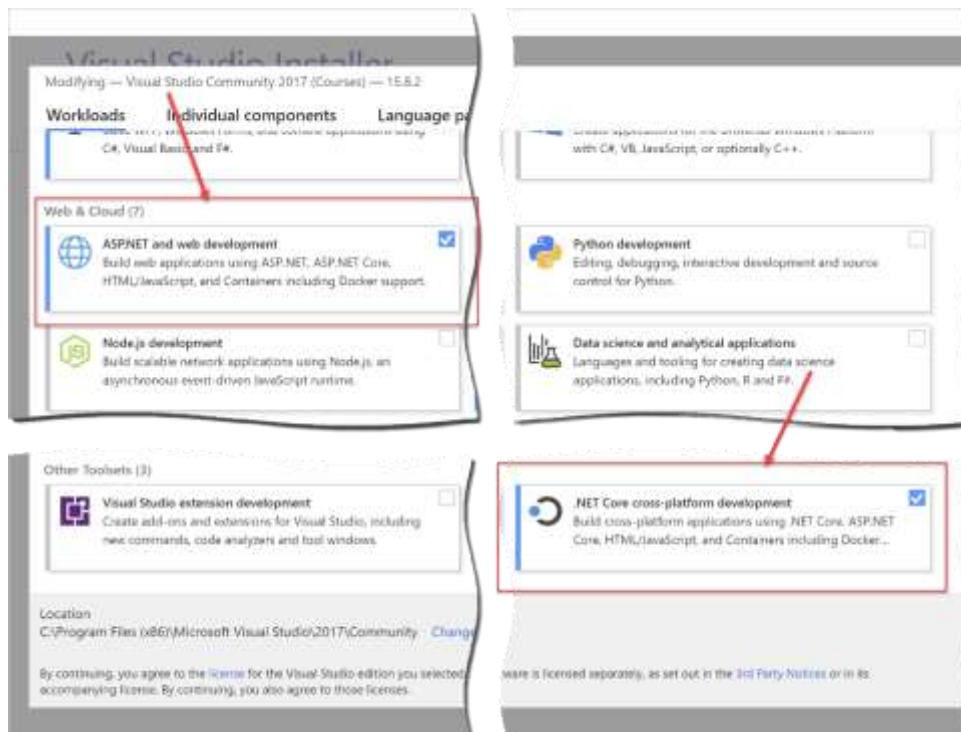 Visual Studio Installer
Modifying — Visual Studio Community 2017 (Courses) — 15.8.2
Workloads Individual components Language pa
C#, Visual Basic and F#.
with C#, VB, JavaScript, or optionally C++.
Web & Cloud (7)
ASP.NET and web development
Build web applications using ASP.NET, ASP.NET Core,
HTML/JavaScript, and Containers including Docker support.
Python development
Editing, debugging, interactive development and source
control for Python.
Node.js development
Build scalable network applications using Node.js, an
asynchronous event-driven JavaScript runtime.
Data science and analytical applications
Languages and tooling for creating data science
applications, including Python, R and F#.
Other Toolsets (3)
Visual Studio extension development
Create add-ons and extensions for Visual Studio, including
new commands, code analyzers and tool windows.
.NET Core cross-platform development
Build cross-platform applications using .NET Core, ASP.NET
Core, HTML/JavaScript, and Containers including Docker...
Location
C:\Program Files (x86)\Microsoft Visual Studio\2017\Community Change
By continuing, you agree to the license for the Visual Studio edition you selected ware is licensed separately, as set out in the 3rd Party Notices or in its
accompanying license. By continuing, you also agree to those licenses.